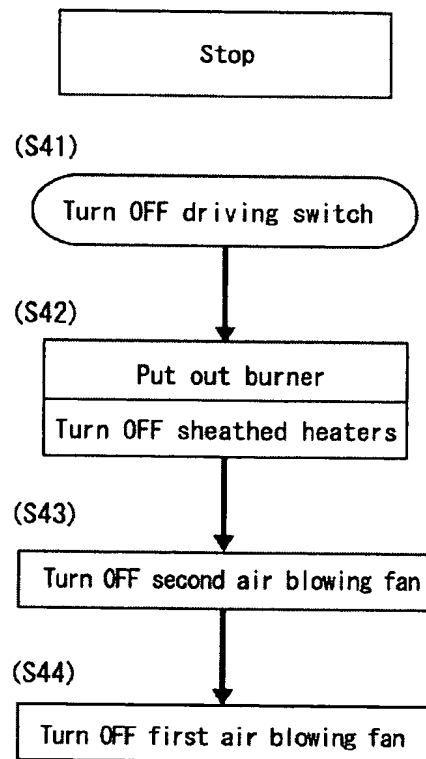 Stop
(S41)
Turn OFF driving switch
(S42)
Put out burner
Turn OFF sheathed heaters
(S43)
Turn OFF second air blowing fan
(S44)
Turn OFF first air blowing fan